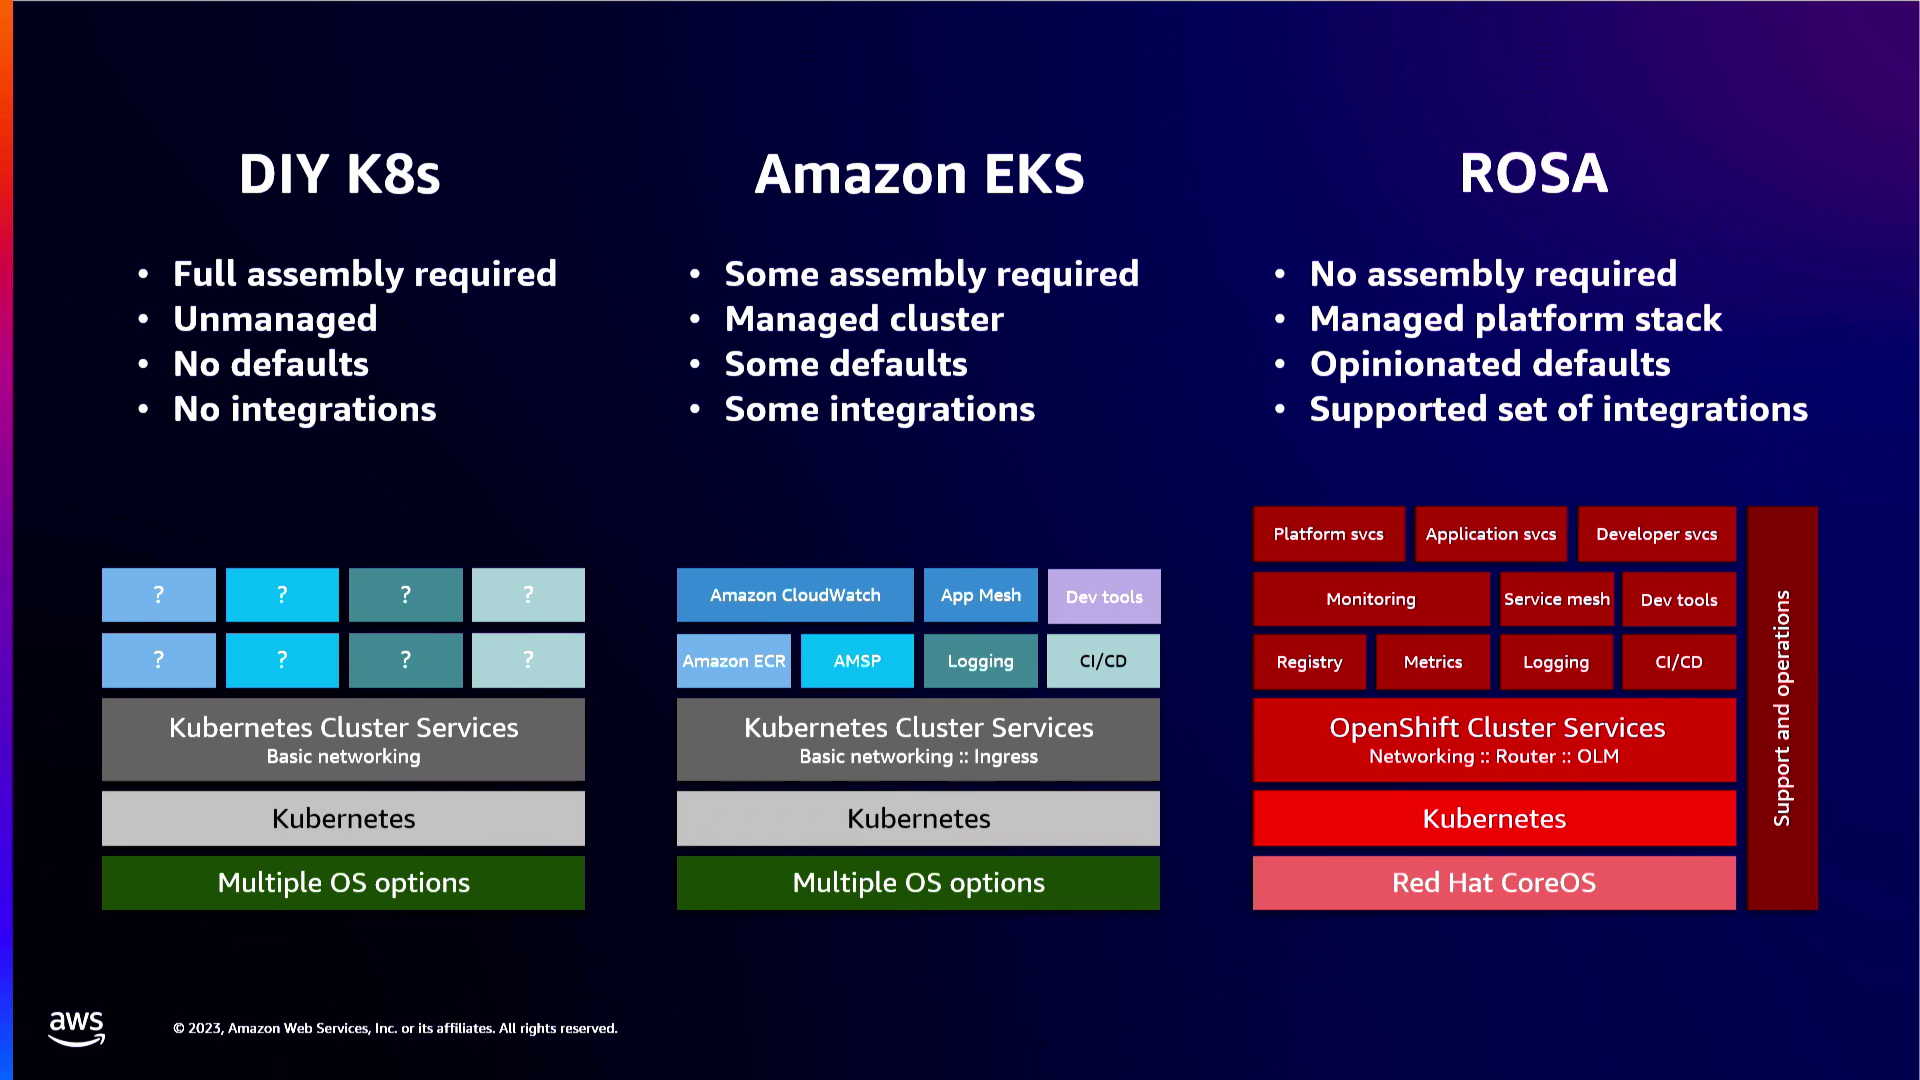 DIY K8s
• Full assembly required
• Unmanaged
• No defaults
• No integrations
? ? ? ?
? ? ? ?
Kubernetes Cluster Services
Basic networking
Kubernetes
Multiple OS options
Amazon EKS
• Some assembly required
• Managed cluster
• Some defaults
• Some integrations
Amazon CloudWatch App Mesh Dev tools
Amazon ECR AMSP Logging CI/CD
Kubernetes Cluster Services
Basic networking :: Ingress
Kubernetes
Multiple OS options
ROSA
• No assembly required
• Managed platform stack
• Opinionated defaults
• Supported set of integrations
Platform svcs Application svcs Developer svcs
Monitoring Service mesh Dev tools
Registry Metrics Logging CI/CD
OpenShift Cluster Services
Networking :: Router :: OLM
Kubernetes
Red Hat CoreOS
Support and operations
aws
© 2023, Amazon Web Services, Inc. or its affiliates. All rights reserved.